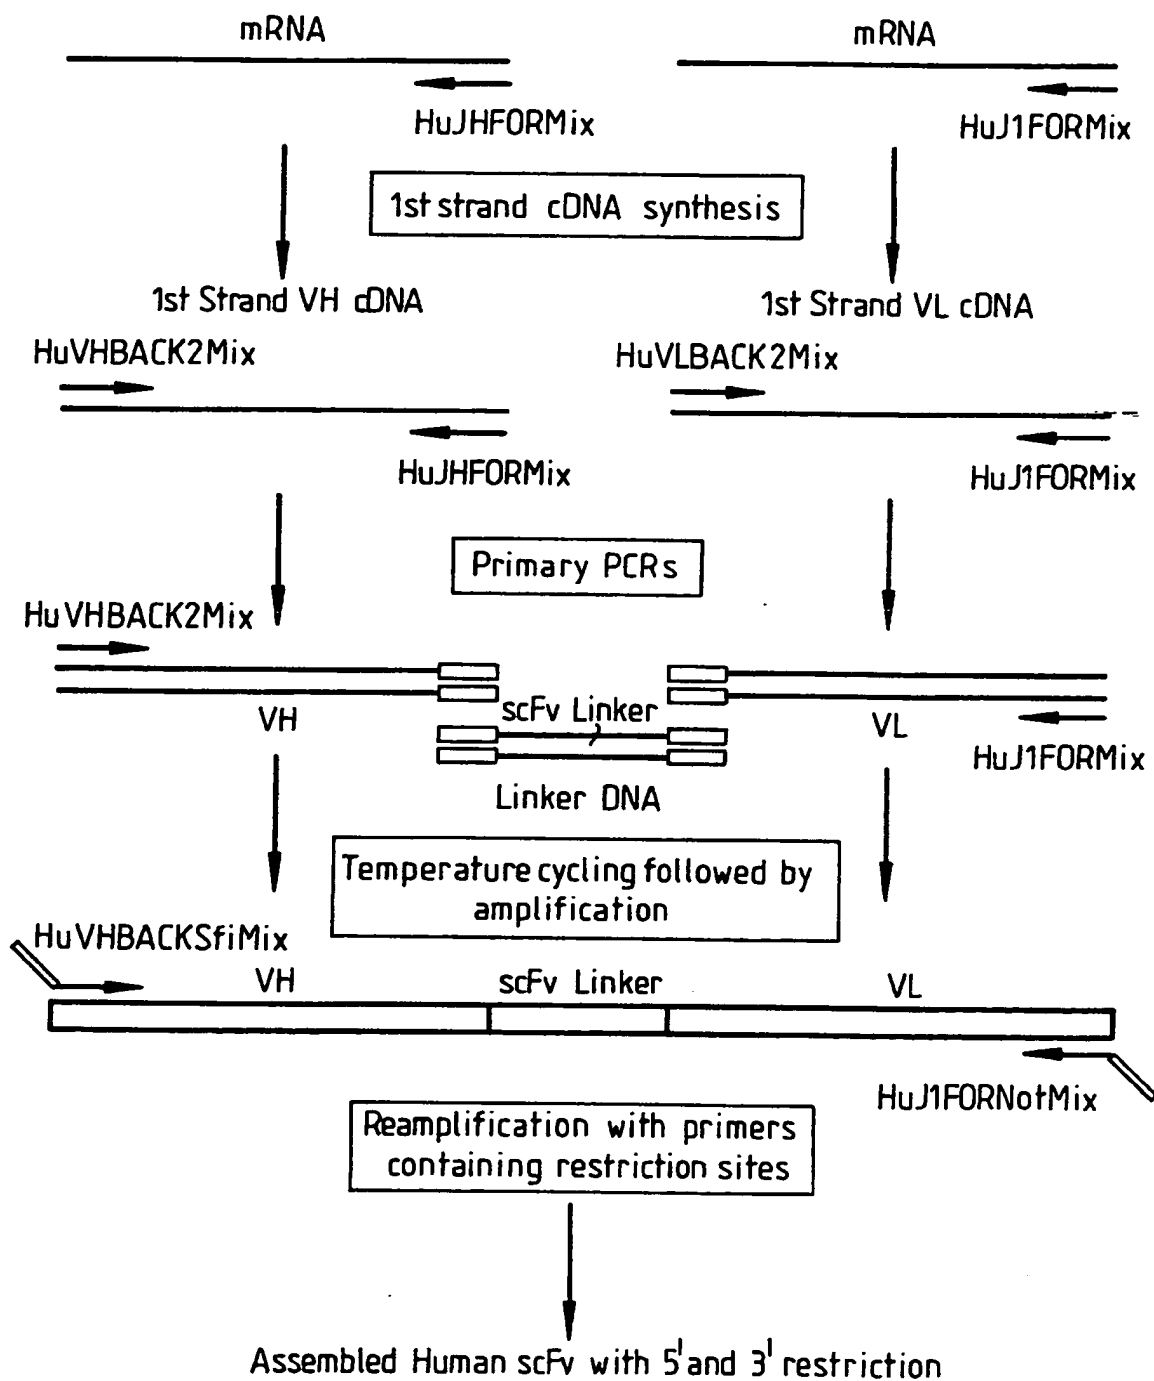 mRNA
mRNA
HuJHFORMix
HuJ1FORMix
1st strand cDNA synthesis
1st Strand VH cDNA
1st Strand VL cDNA
HuVHBACK2Mix
HuVLBACK2Mix
HuJHFORMix
HuJ1FORMix
Primary PCRs
HuVHBACK2Mix
VH
scFv Linker
VL
HuJ1FORMix
Linker DNA
Temperature cycling followed by
amplification
HuVHBACKSfiMix
VH
scFv Linker
VL
HuJ1FORNotMix
Reamplification with primers
containing restriction sites
Assembled Human scFv with 5' and 3' restriction